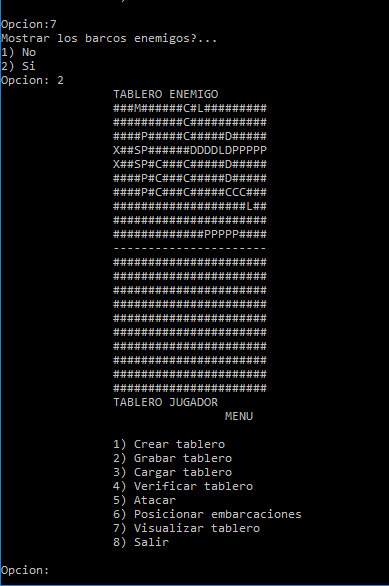 Opcion:7
Mostrar los barcos enemigos?...
1) No
2) Si
Opcion: 2
TABLERO ENEMIGO
###M######C#L#########
##########C###########
####P#####C#####D#####
X##SP######DDDDLDPPPPP
X##SP#C###C#####D#####
####P#C###C#####D#####
####P#C###C#####CCC###
###################L##
######################
#############PPPPP####
----------------------
######################
######################
######################
######################
######################
######################
######################
######################
######################
######################
TABLERO JUGADOR
MENU
1) Crear tablero
2) Grabar tablero
3) Cargar tablero
4) Verificar tablero
5) Atacar
6) Posicionar embarcaciones
7) Visualizar tablero
8) Salir
Opcion: